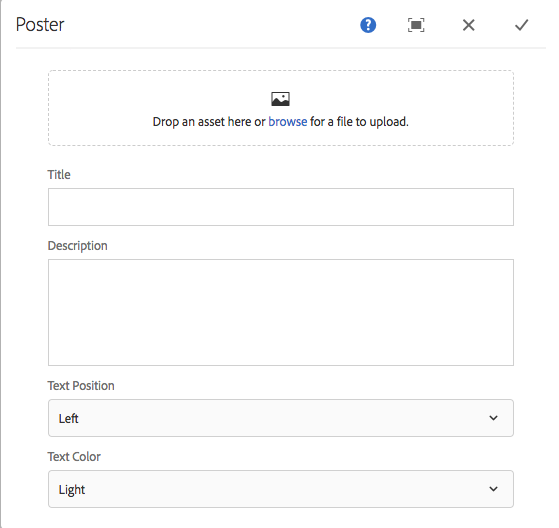 Poster
?
Drop an asset here or browse for a file to upload.
Title
Description
Text Position
Left
Text Color
Light